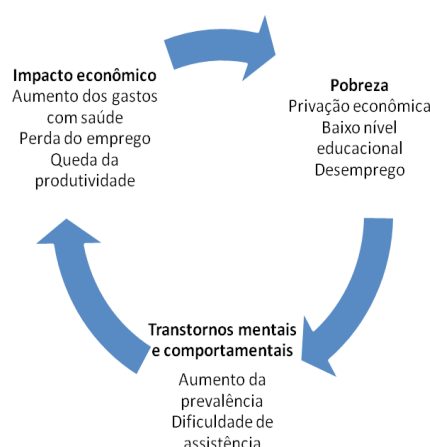 Impacto econômico
Aumento dos gastos
com saúde
Perda do emprego
Queda da
produtividade
Pobreza
Privação econômica
Baixo nível
educacional
Desemprego
Transtornos mentais
e comportamentais
Aumento da
prevalência
Dificuldade de
assistência